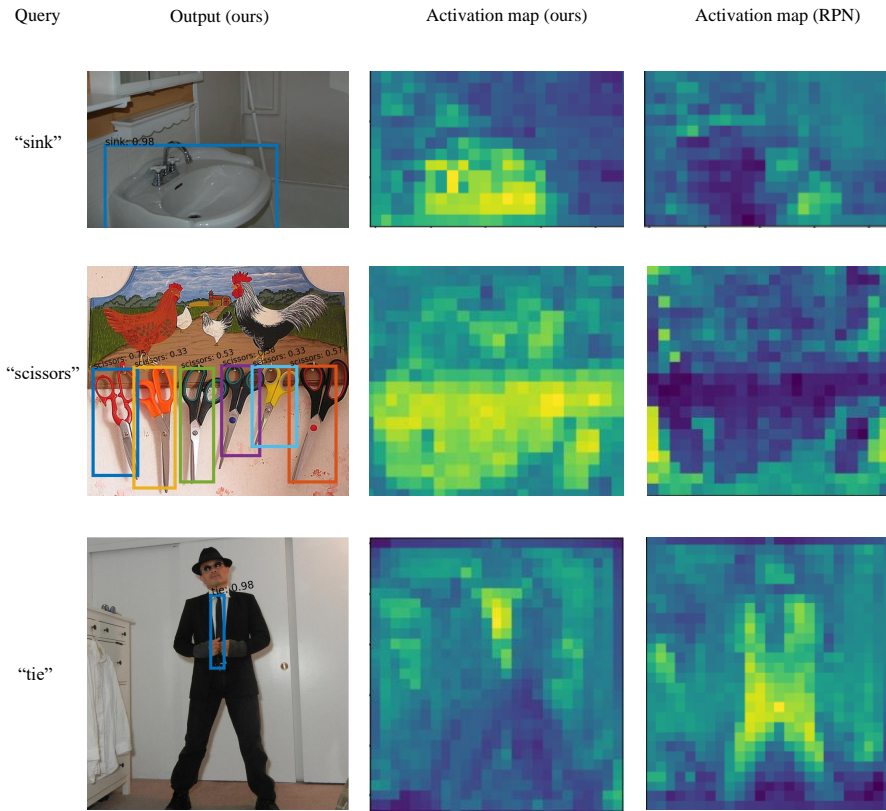 Query Output (ours) Activation map (ours) Activation map (RPN)
“sink”
sink: 0.98
“scissors”
scissors: 0.33
scissors: 0.53
scissors: 0.33
scissors: 0.57
“tie”
tie: 0.98